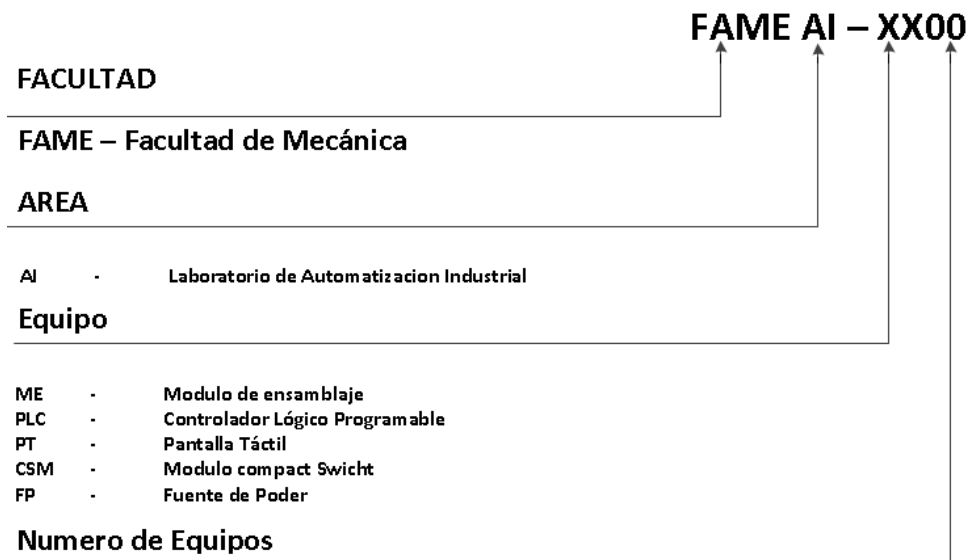 FAME AI – XX00
FACULTAD
FAME – Facultad de Mecánica
AREA
AI - Laboratorio de Automatizacion Industrial
Equipo
ME - Modulo de ensamblaje
PLC - Controlador Lógico Programable
PT - Pantalla Táctil
CSM - Modulo compact Swicht
FP - Fuente de Poder
Numero de Equipos